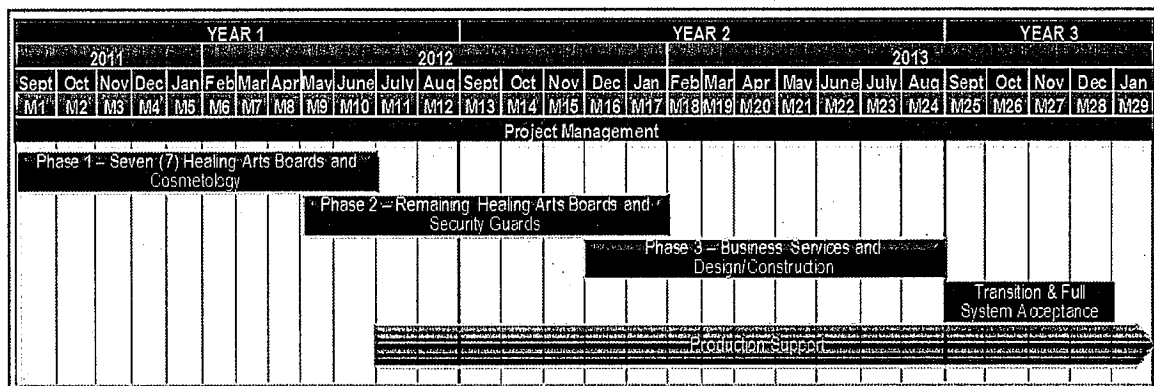 YEAR 1 YEAR 2 YEAR 3
2011 2012 2013
Sept Oct Nov Dec Jan Feb Mar Apr May June July Aug Sept Oct Nov Dec Jan Feb Mar Apr May June July Aug Sept Oct Nov Dec Jan
M1 M2 M3 M4 M5 M6 M7 M8 M9 M10 M11 M12 M13 M14 M15 M16 M17 M18 M19 M20 M21 M22 M23 M24 M25 M26 M27 M28 M29
Project Management
Phase 1 – Seven (7) Healing Arts Boards and
Cosmetology
Phase 2 – Remaining Healing Arts Boards and
Security Guards
Phase 3 – Business Services and
Design/Construction
Transition & Full
System Acceptance
Production Support